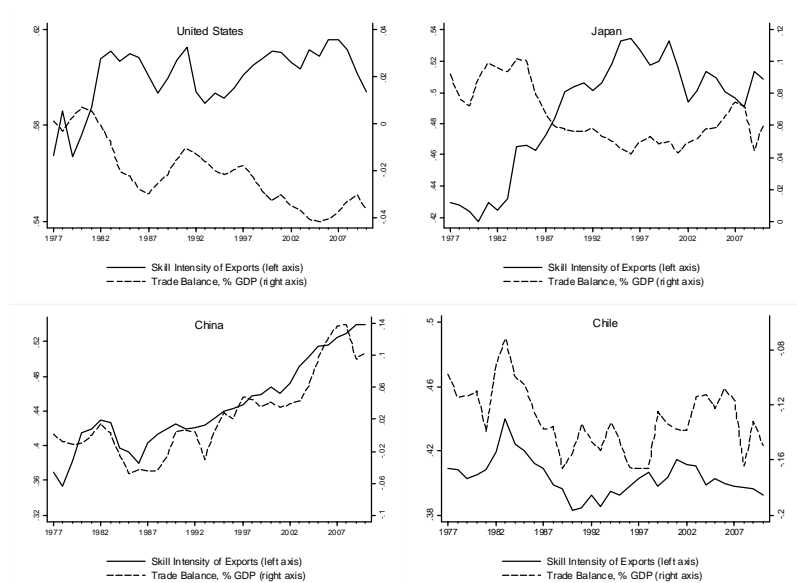 United States
.62
.58
.54
.04
.02
0
-.02
-.04
1977 1982 1987 1992 1997 2002 2007
Skill Intensity of Exports (left axis)
Trade Balance, % GDP (right axis)
Japan
.54
.52
.5
.48
.46
.44
.42
.12
.1
.08
.06
.04
.02
0
1977 1982 1987 1992 1997 2002 2007
Skill Intensity of Exports (left axis)
Trade Balance, % GDP (right axis)
China
.52
.48
.44
.4
.36
.32
.14
.1
.06
.02
-.02
-.06
-.1
1977 1982 1987 1992 1997 2002 2007
Skill Intensity of Exports (left axis)
Trade Balance, % GDP (right axis)
Chile
.5
.46
.42
.38
-.08
-.12
-.16
-.2
1977 1982 1987 1992 1997 2002 2007
Skill Intensity of Exports (left axis)
Trade Balance, % GDP (right axis)